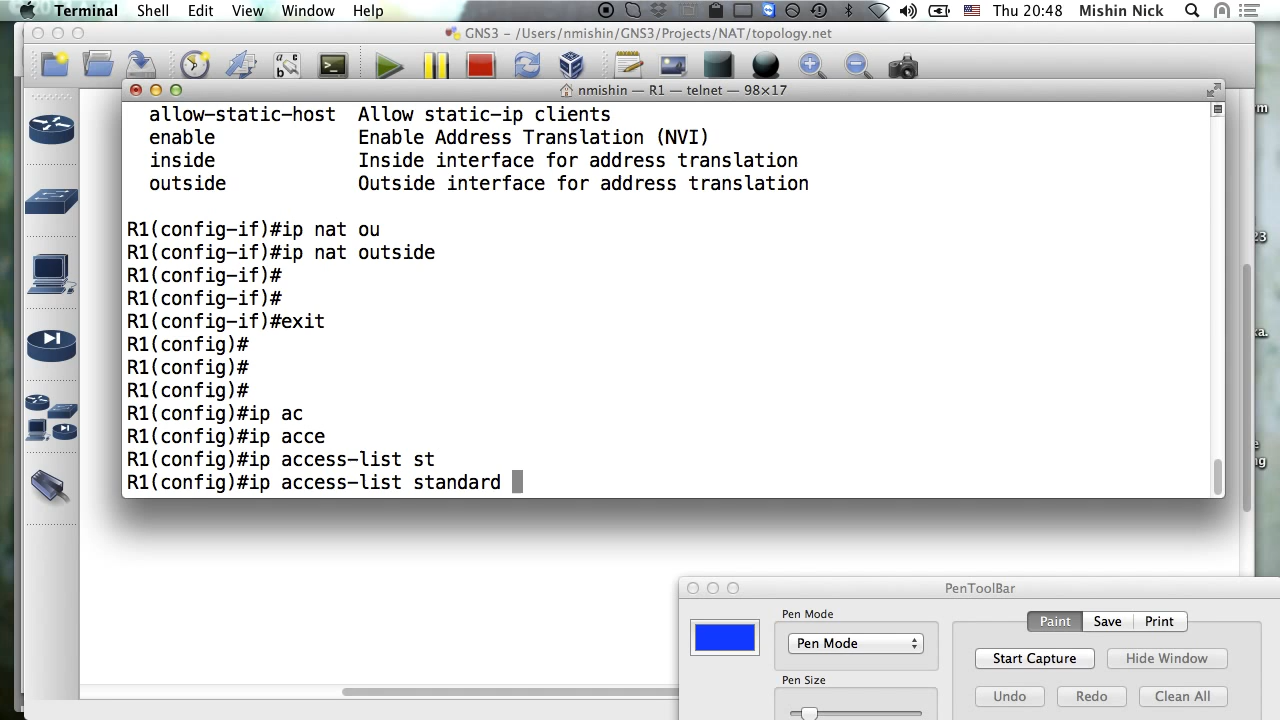 Terminal Shell Edit View Window Help Thu 20:48 Mishin Nick
GNS3 – /Users/nmishin/GNS3/Projects/NAT/topology.net
nmishin — R1 — telnet — 98×17
allow-static-host Allow static-ip clients
enable Enable Address Translation (NVI)
inside Inside interface for address translation
outside Outside interface for address translation
R1(config-if)#ip nat ou
R1(config-if)#ip nat outside
R1(config-if)#
R1(config-if)#
R1(config-if)#exit
R1(config)#
R1(config)#
R1(config)#
R1(config)#ip ac
R1(config)#ip acce
R1(config)#ip access-list st
R1(config)#ip access-list standard
PenToolBar
Pen Mode
Paint Save Print
Pen Mode
Start Capture Hide Window
Pen Size
Undo Redo Clean All